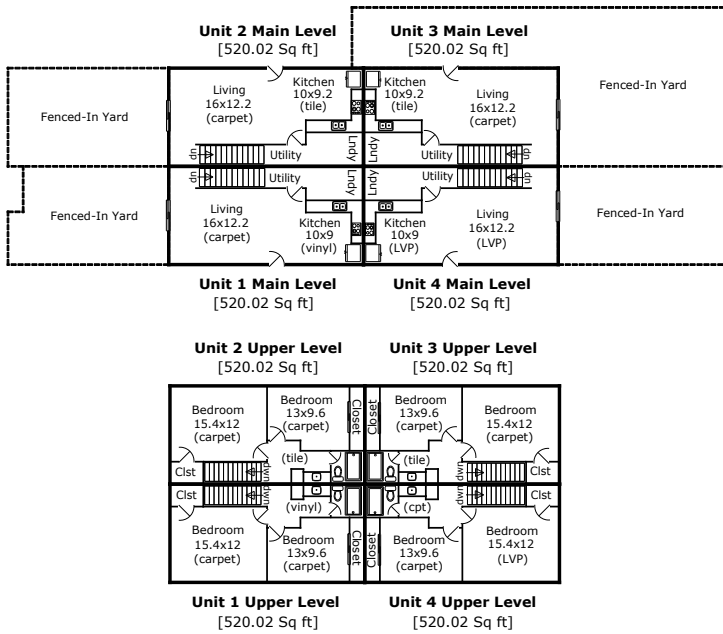 Unit 2 Main Level
[520.02 Sq ft]
Unit 3 Main Level
[520.02 Sq ft]
Fenced-In Yard
Living
16x12.2
(carpet)
Kitchen
10x9.2
(tile)
Kitchen
10x9.2
(tile)
Living
16x12.2
(carpet)
Fenced-In Yard
dn
Utility
Lndy
Lndy
Utility
dn
dn
Utility
Lndy
Lndy
Utility
dn
Fenced-In Yard
Living
16x12.2
(carpet)
Kitchen
10x9
(vinyl)
Kitchen
10x9
(LVP)
Living
16x12.2
(LVP)
Fenced-In Yard
Unit 1 Main Level
[520.02 Sq ft]
Unit 4 Main Level
[520.02 Sq ft]
Unit 2 Upper Level
[520.02 Sq ft]
Unit 3 Upper Level
[520.02 Sq ft]
Bedroom
15.4x12
(carpet)
Bedroom
13x9.6
(carpet)
Closet
Closet
Bedroom
13x9.6
(carpet)
Bedroom
15.4x12
(carpet)
Clst
dwn
(tile)
(tile)
dwn
Clst
Clst
dwn
(vinyl)
(cpt)
dwn
Clst
Bedroom
15.4x12
(carpet)
Bedroom
13x9.6
(carpet)
Closet
Closet
Bedroom
13x9.6
(carpet)
Bedroom
15.4x12
(LVP)
Unit 1 Upper Level
[520.02 Sq ft]
Unit 4 Upper Level
[520.02 Sq ft]